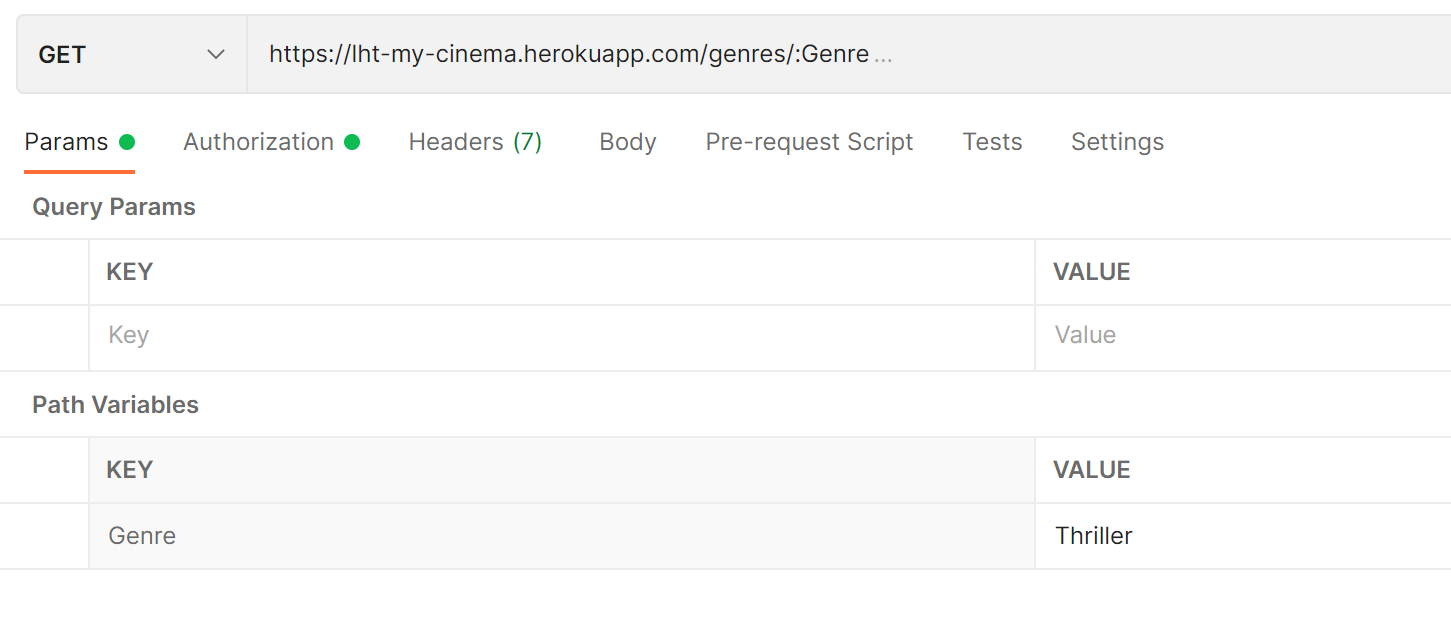 GET https://lht-my-cinema.herokuapp.com/genres/:Genre ...
Params Authorization Headers (7) Body Pre-request Script Tests Settings
Query Params
KEY VALUE
Key Value
Path Variables
KEY VALUE
Genre Thriller